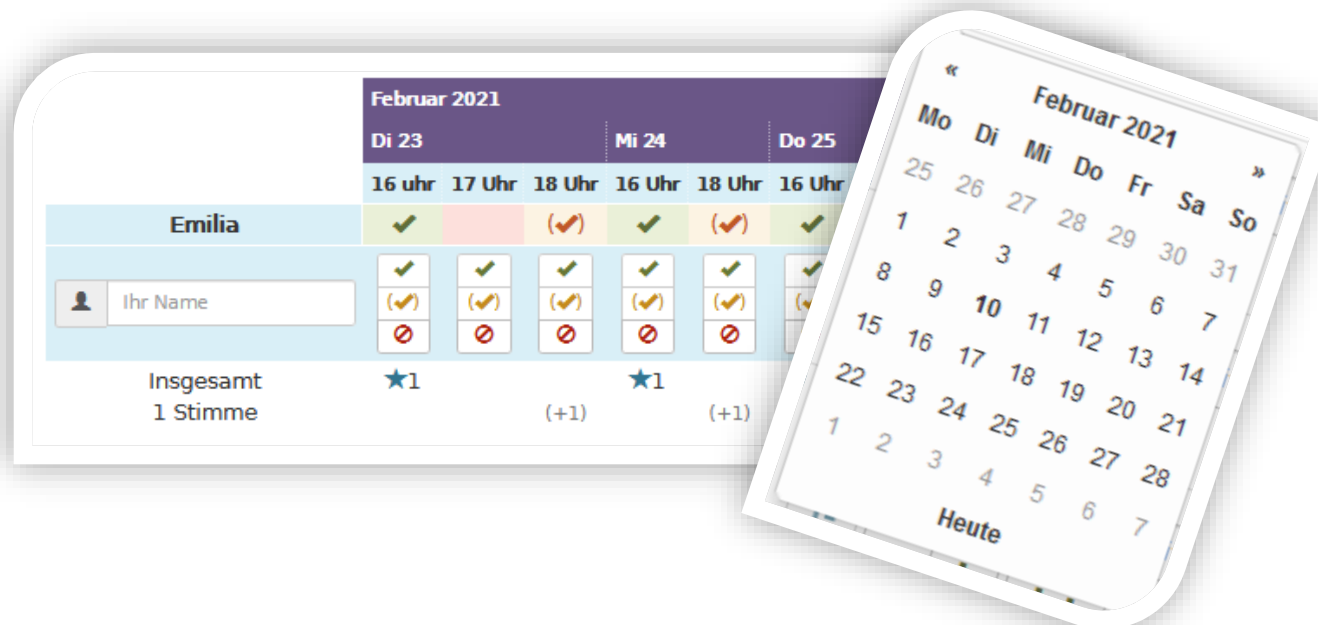 Februar 2021
Di 23 Mi 24 Do 25
16 uhr 17 Uhr 18 Uhr 16 Uhr 18 Uhr 16 Uhr
Emilia ✔ (✔) ✔ (✔) ✔
Ihr Name
Insgesamt ★1 ★1
1 Stimme (+1) (+1)
« Februar 2021 »
Mo Di Mi Do Fr Sa So
25 26 27 28 29 30 31
1 2 3 4 5 6 7
8 9 10 11 12 13 14
15 16 17 18 19 20 21
22 23 24 25 26 27 28
1 2 3 4 5 6 7
Heute